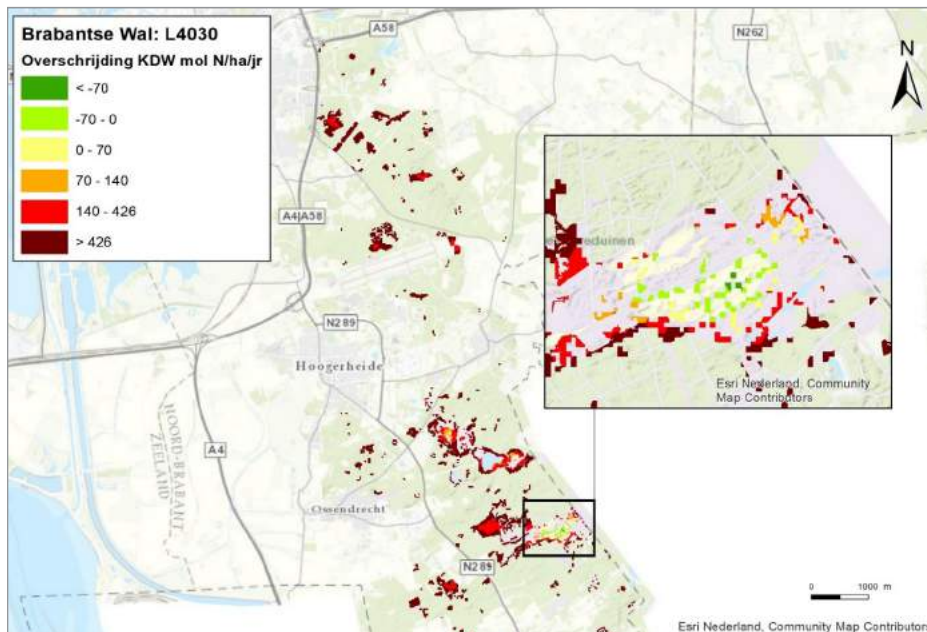 Brabantse Wal: L4030
Overschrijding KDW mol N/ha/jr
< -70
-70 - 0
0 - 70
70 - 140
140 - 426
> 426
A58
N262
N
A4|A58
N289
Hoogerheide
NOORD-BRABANT
ZEELAND
A4
Ossendrecht
N289
reduinen
Esri Nederland, Community
Map Contributors
0 1000 m
Esri Nederland, Community Map Contributors